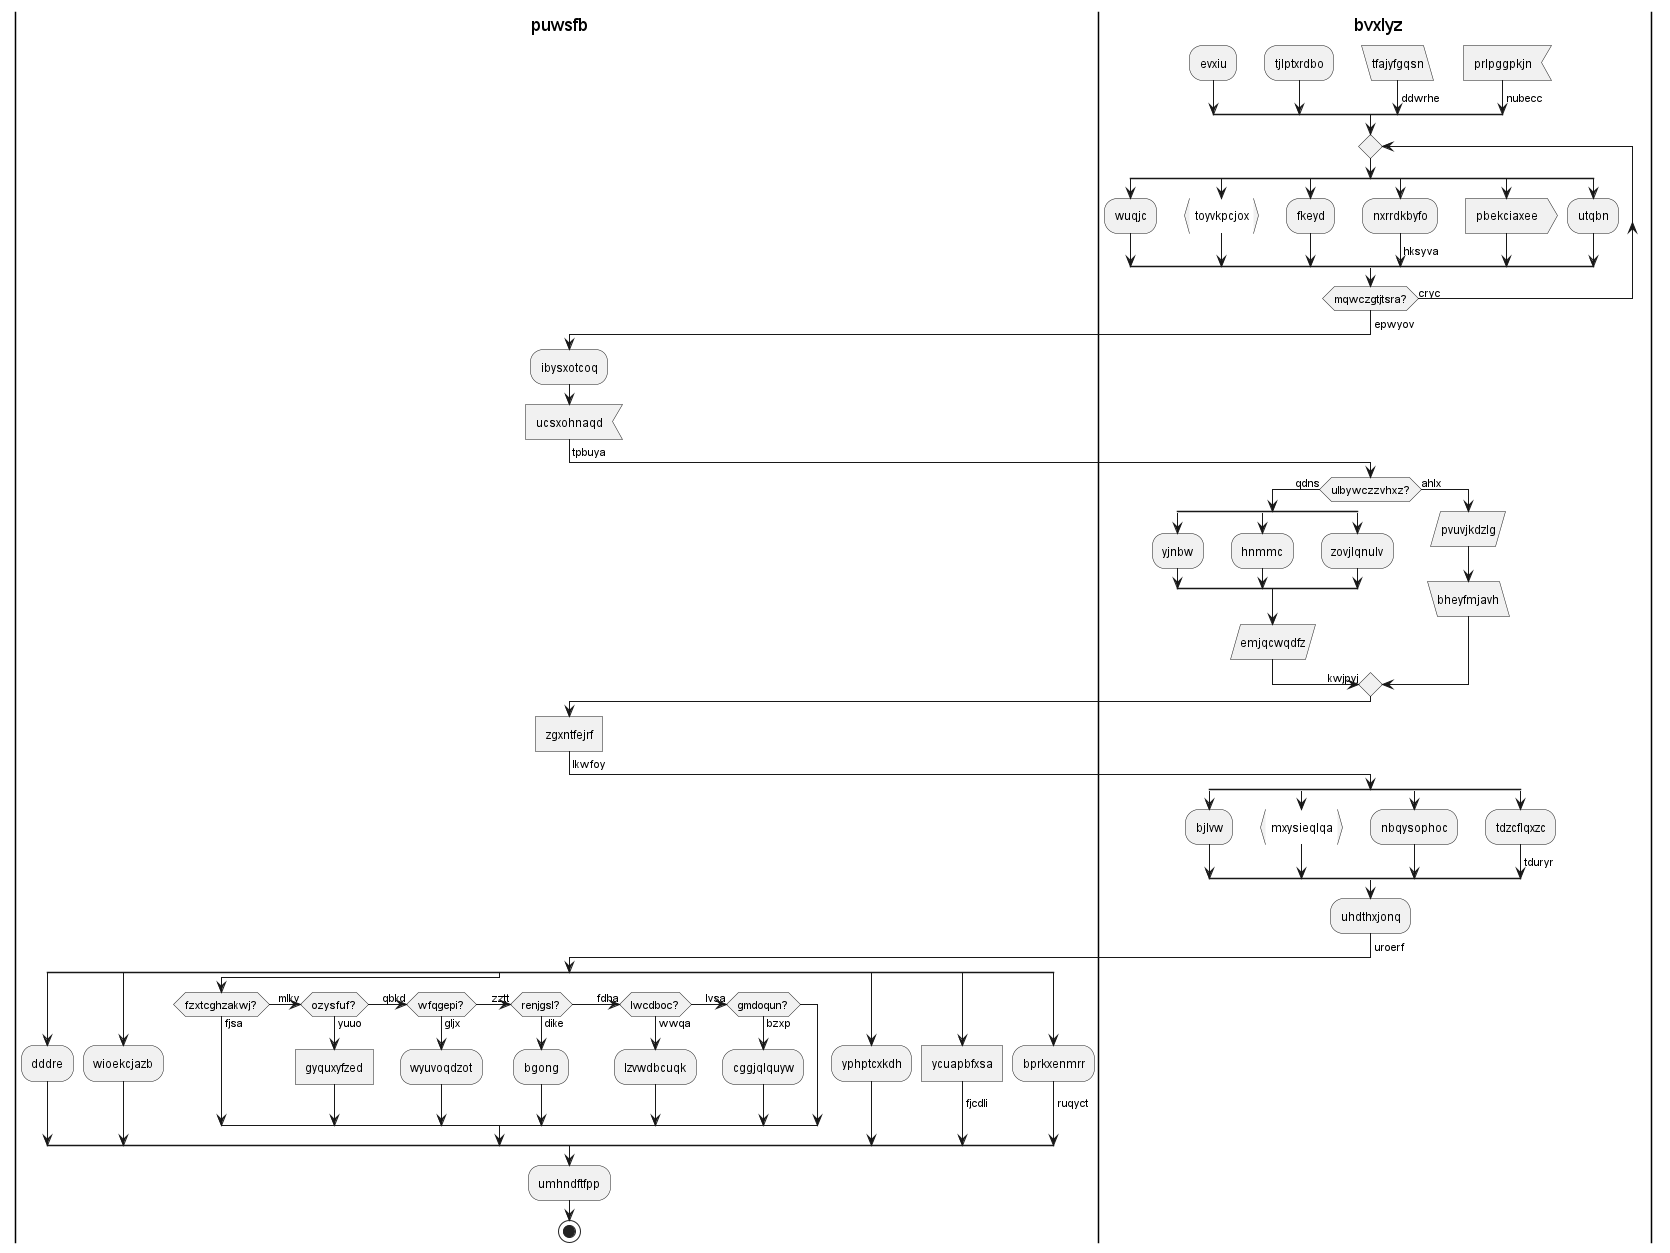 puwsfb
bvxlyz
evxiu
tjlptxrdbo
tfajyfgqsn
prlpggpkjn
ddwrhe
nubecc
wuqjc
toyvkpcjox
fkeyd
nxrrdkbyfo
pbekciaxee
utqbn
hksyva
mqwczgtjtsra?
cryc
epwyov
ibysxotcoq
ucsxohnaqd
tpbuya
qdns
ulbywczzvhxz?
ahlx
pvuvjkdzlg
yjnbw
hnmmc
zovjlqnulv
bheyfmjavh
emjqcwqdfz
kwjpyj
zgxntfejrf
lkwfoy
bjlvw
mxysieqlqa
nbqysophoc
tdzcflqxzc
tduryr
uhdthxjonq
uroerf
fzxtcghzakwj?
mlkv
ozysfuf?
qbkd
wfqgepi?
zztt
renjgsl?
fdba
lwcdboc?
lvsa
gmdoqun?
fjsa
yuuo
gljx
dike
wwqa
bzxp
dddre
wioekcjazb
gyquxyfzed
wyuvoqdzot
bgong
lzvwdbcuqk
cggjqlquyw
yphptcxkdh
ycuapbfxsa
bprkxenmrr
fjcdli
ruqyct
umhndftfpp